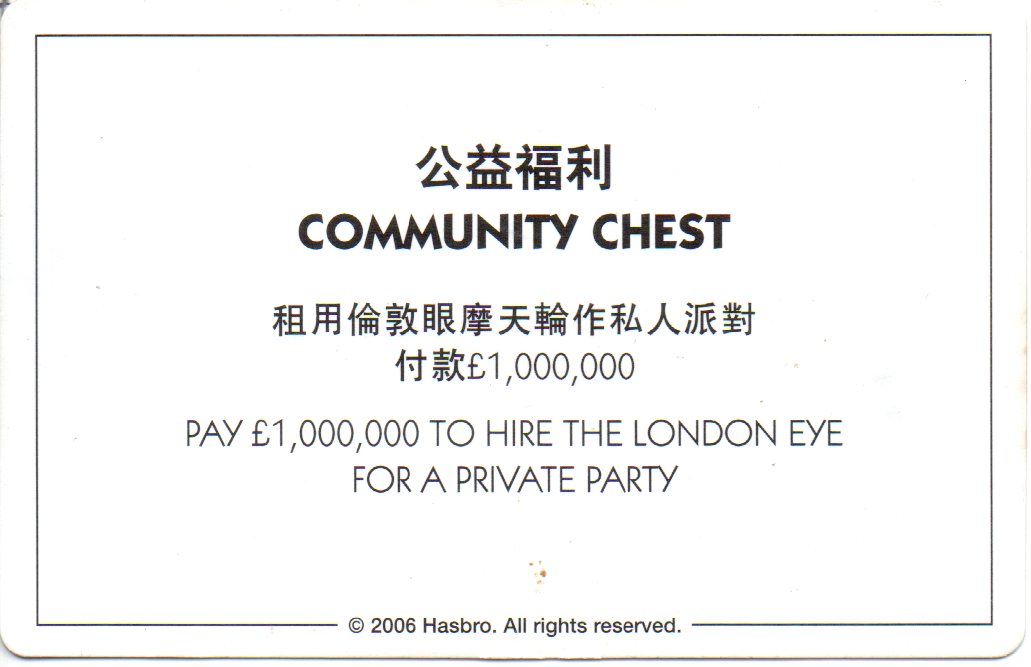 公益福利
COMMUNITY CHEST
租用倫敦眼摩天輪作私人派對
付款£1,000,000
PAY £1,000,000 TO HIRE THE LONDON EYE
FOR A PRIVATE PARTY
© 2006 Hasbro. All rights reserved.